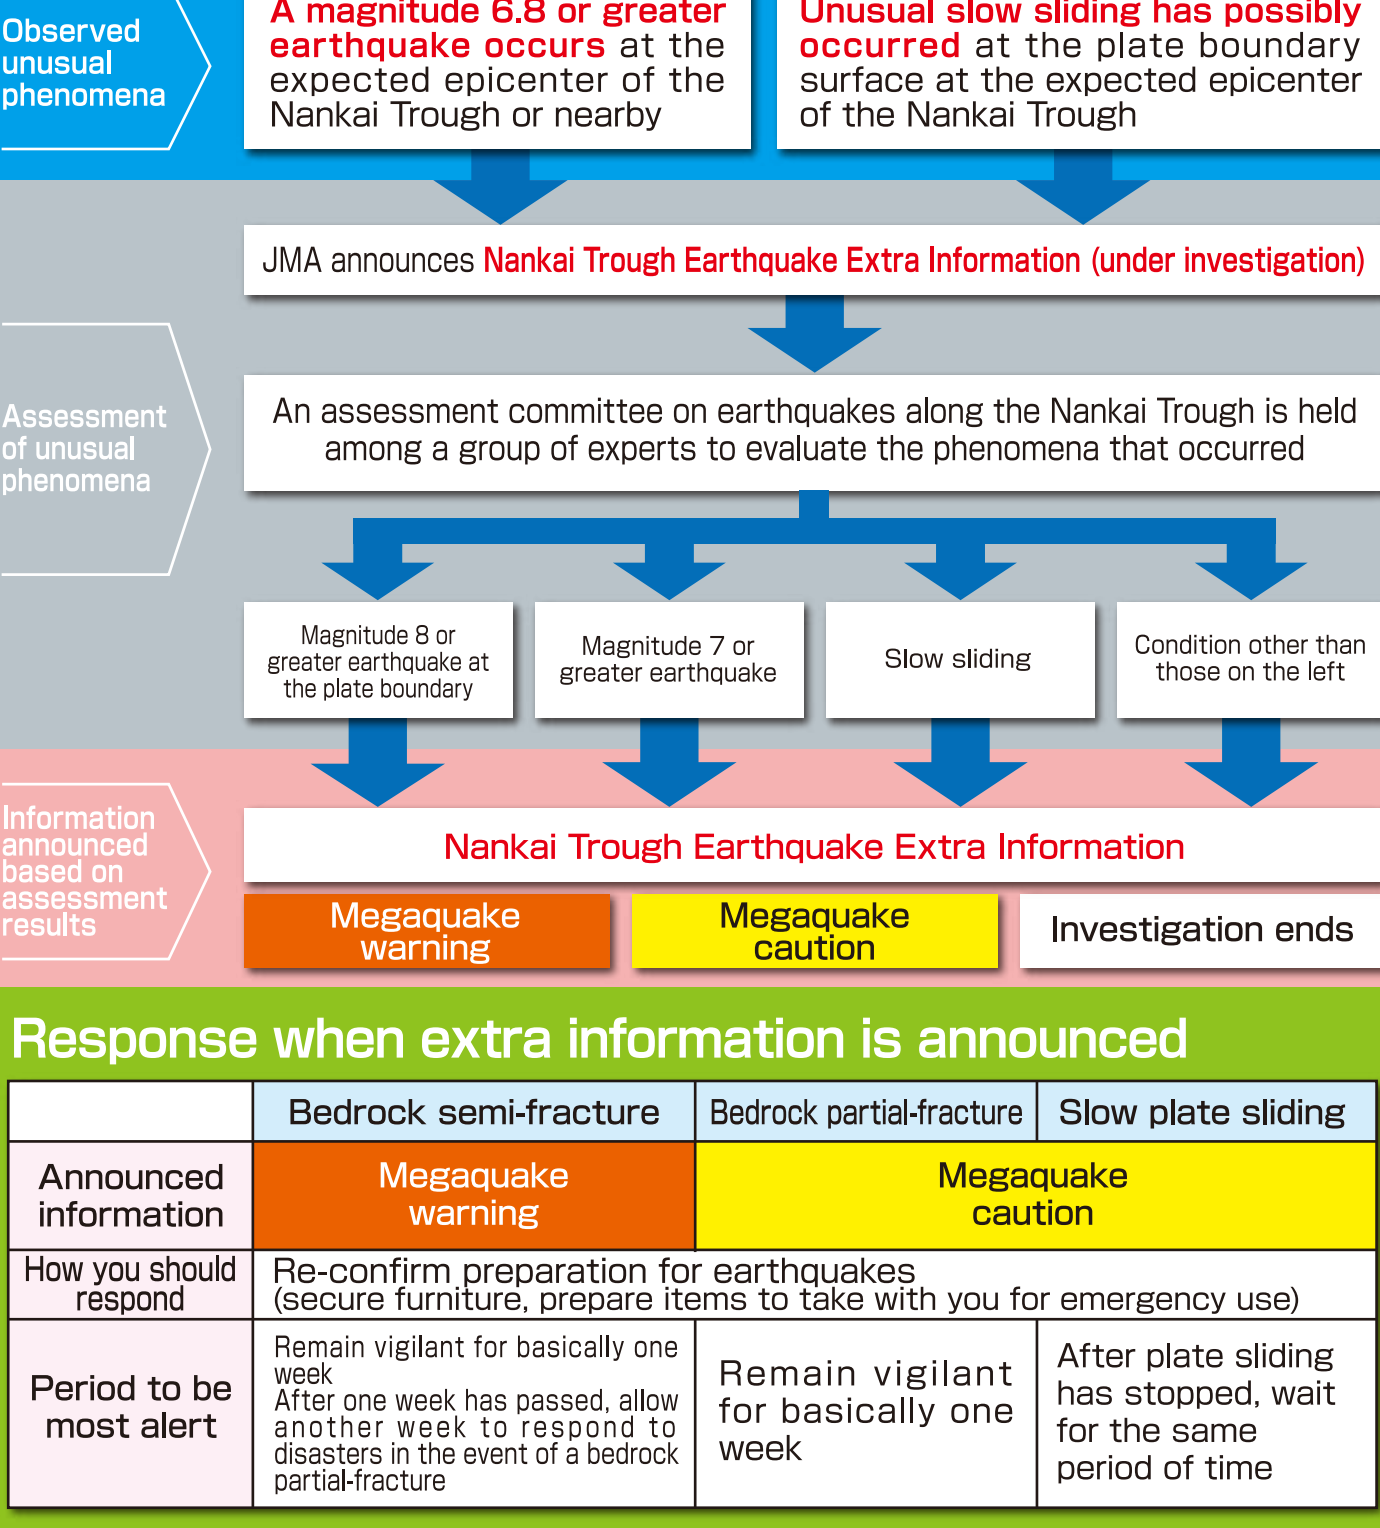 Observed
unusual
phenomena
A magnitude 6.8 or greater
earthquake occurs at the
expected epicenter of the
Nankai Trough or nearby
Unusual slow sliding has possibly
occurred at the plate boundary
surface at the expected epicenter
of the Nankai Trough
JMA announces Nankai Trough Earthquake Extra Information (under investigation)
Assessment
of unusual
phenomena
An assessment committee on earthquakes along the Nankai Trough is held
among a group of experts to evaluate the phenomena that occurred
Magnitude 8 or
greater earthquake at
the plate boundary
Magnitude 7 or
greater earthquake
Slow sliding
Condition other than
those on the left
Information
announced
based on
assessment
results
Nankai Trough Earthquake Extra Information
Megaquake
warning
Megaquake
caution
Investigation ends
Response when extra information is announced
Bedrock semi-fracture
Bedrock partial-fracture
Slow plate sliding
Announced
information
Megaquake
warning
Megaquake
caution
How you should
respond
Re-confirm preparation for earthquakes
(secure furniture, prepare items to take with you for emergency use)
Period to be
most alert
Remain vigilant for basically one
week
After one week has passed, allow
another week to respond to
disasters in the event of a bedrock
partial-fracture
Remain vigilant
for basically one
week
After plate sliding
has stopped, wait
for the same
period of time